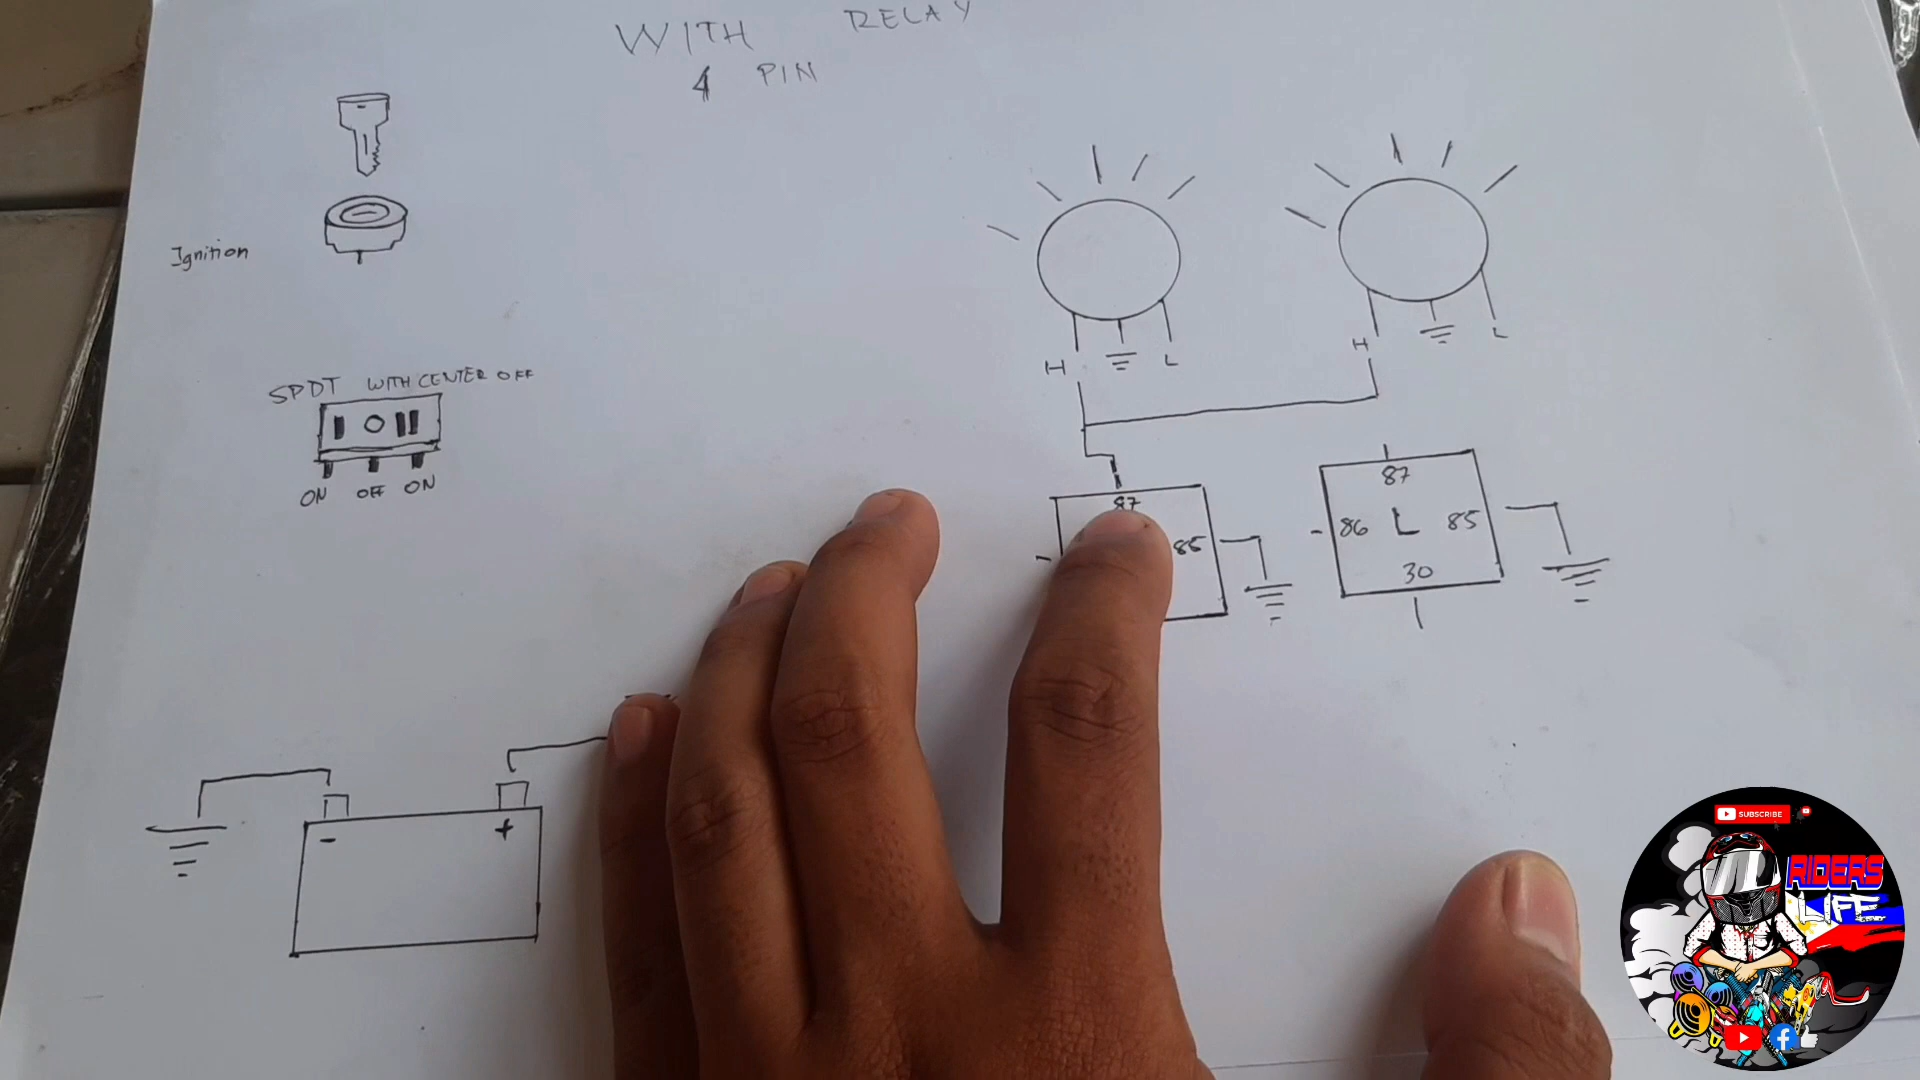 WITH RELAY
4 PIN
Ignition
SPDT WITH CENTER OFF
ON OFF ON
H L
H L
87
85
87
86 L 85
30
- +
SUBSCRIBE
RIDERS
LIFE